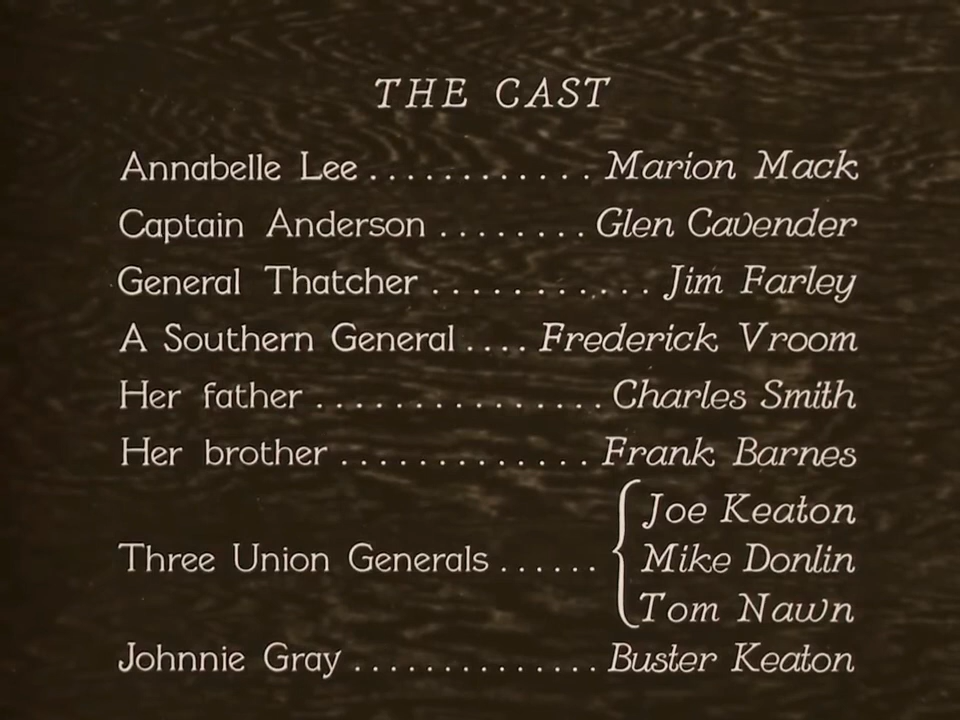 THE CAST
Annabelle Lee ............ Marion Mack
Captain Anderson ........ Glen Cavender
General Thatcher ........... Jim Farley
A Southern General .... Frederick Vroom
Her father ............... Charles Smith
Her brother ............. Frank Barnes
Joe Keaton
Three Union Generals ...... { Mike Donlin
Tom Nawn
Johnnie Gray ............. Buster Keaton